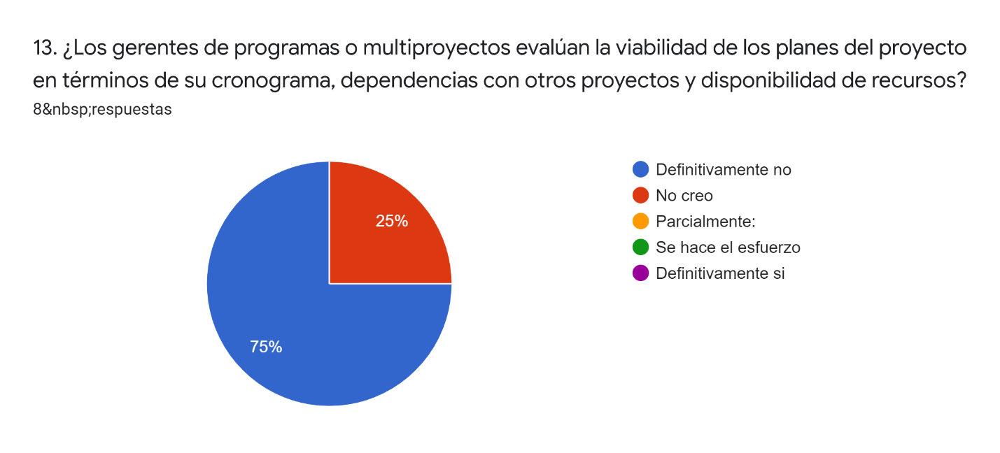 13. ¿Los gerentes de programas o multiproyectos evalúan la viabilidad de los planes del proyecto
en términos de su cronograma, dependencias con otros proyectos y disponibilidad de recursos?
8&nbsp;respuestas
Definitivamente no
No creo
Parcialmente:
Se hace el esfuerzo
Definitivamente si
25%
75%